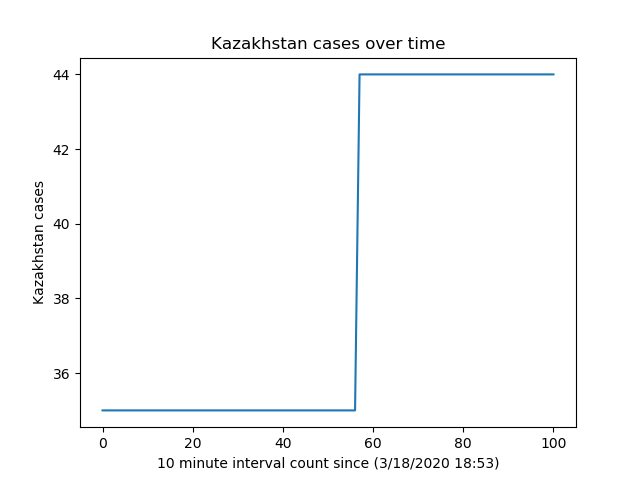 Kazakhstan cases over time
44
42
40
38
36
Kazakhstan cases
0 20 40 60 80 100
10 minute interval count since (3/18/2020 18:53)